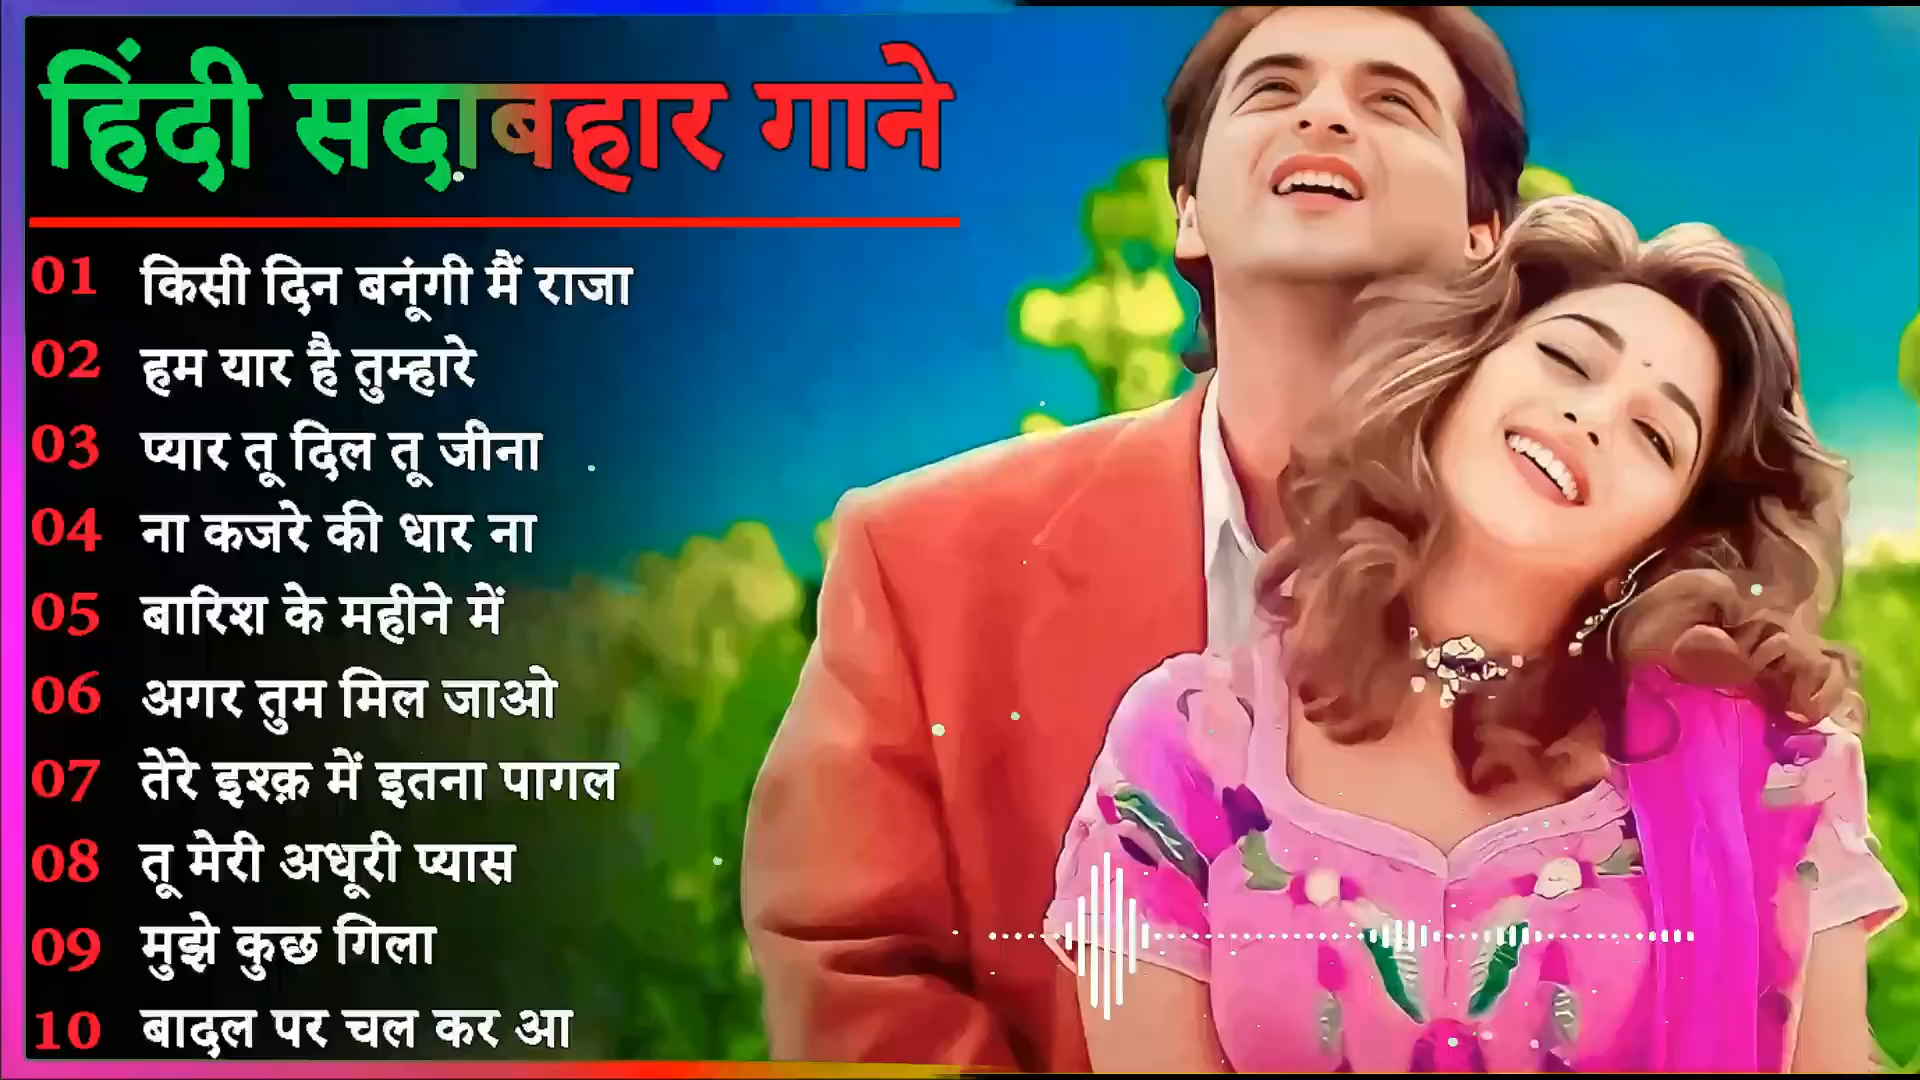 हिंदी सदाबहार गाने
01 किसी दिन बनूंगी मैं राजा
02 हम यार है तुम्हारे
03 प्यार तू दिल तू जीना
04 ना कजरे की धार ना
05 बारिश के महीने में
06 अगर तुम मिल जाओ
07 तेरे इश्क़ में इतना पागल
08 तू मेरी अधूरी प्यास
09 मुझे कुछ गिला
10 बादल पर चल कर आ